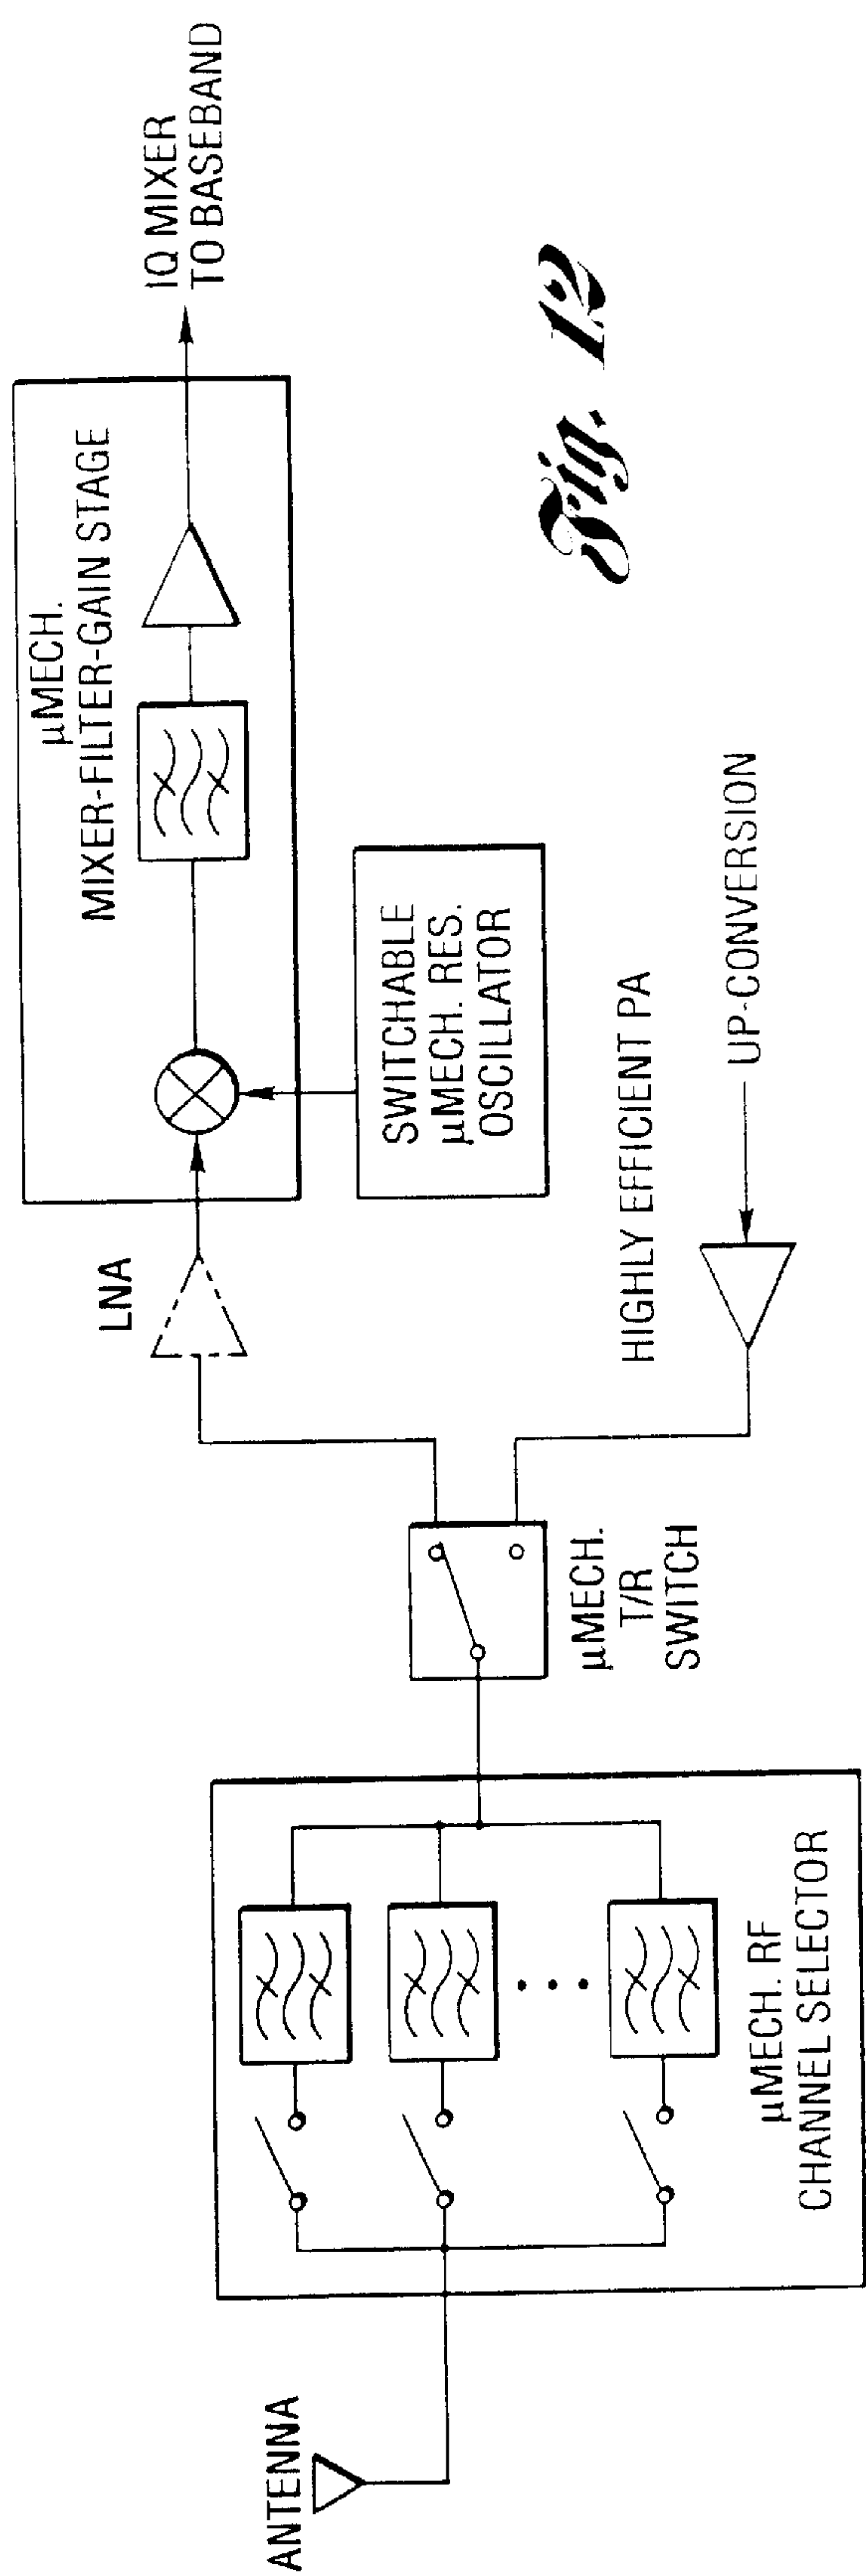 ANTENNA
µMECH. RF
CHANNEL SELECTOR
µMECH.
T/R
SWITCH
LNA
µMECH.
MIXER-FILTER-GAIN STAGE
SWITCHABLE
µMECH. RES.
OSCILLATOR
HIGHLY EFFICIENT PA
UP-CONVERSION
IQ MIXER
TO BASEBAND
Fig. 12